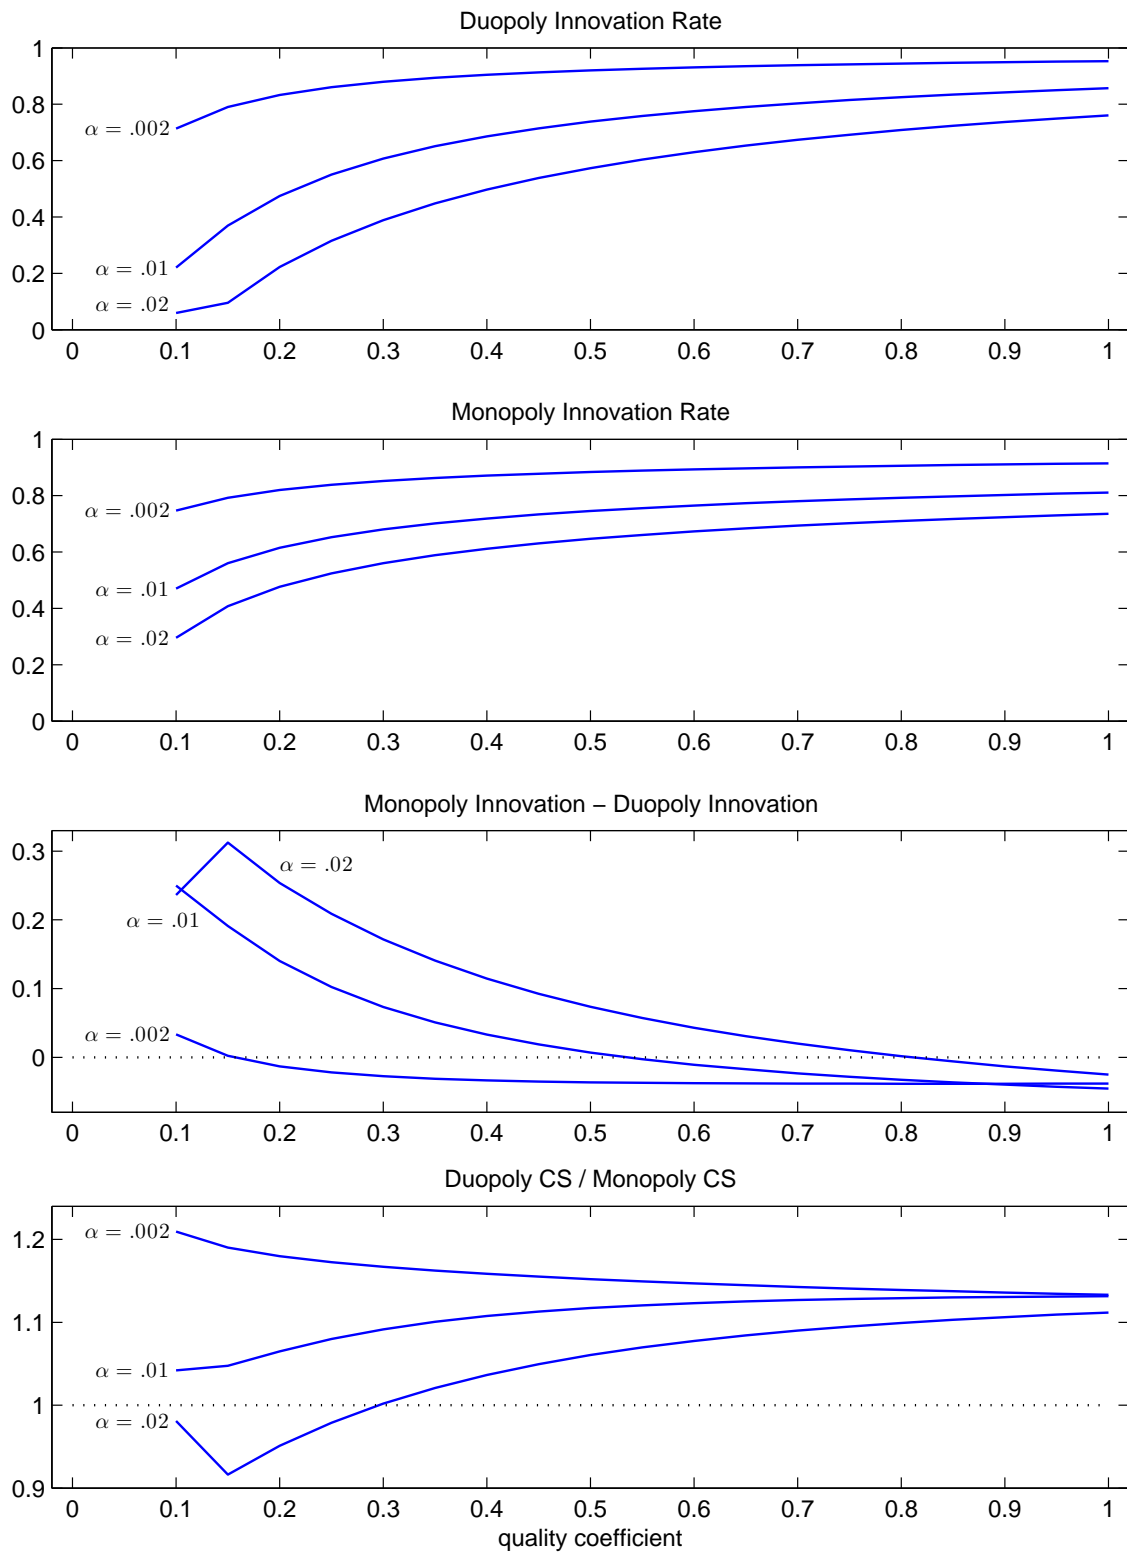 Duopoly Innovation Rate
1
0.8
α = .002
0.6
0.4
α = .01
0.2
α = .02
0
0 0.1 0.2 0.3 0.4 0.5 0.6 0.7 0.8 0.9 1
Monopoly Innovation Rate
1
0.8
α = .002
0.6
α = .01
0.4
α = .02
0.2
0
0 0.1 0.2 0.3 0.4 0.5 0.6 0.7 0.8 0.9 1
Monopoly Innovation − Duopoly Innovation
0.3
α = .02
0.2
α = .01
0.1
α = .002
0
0 0.1 0.2 0.3 0.4 0.5 0.6 0.7 0.8 0.9 1
Duopoly CS / Monopoly CS
α = .002
1.2
1.1
α = .01
1
α = .02
0.9
0 0.1 0.2 0.3 0.4 0.5 0.6 0.7 0.8 0.9 1
quality coefficient